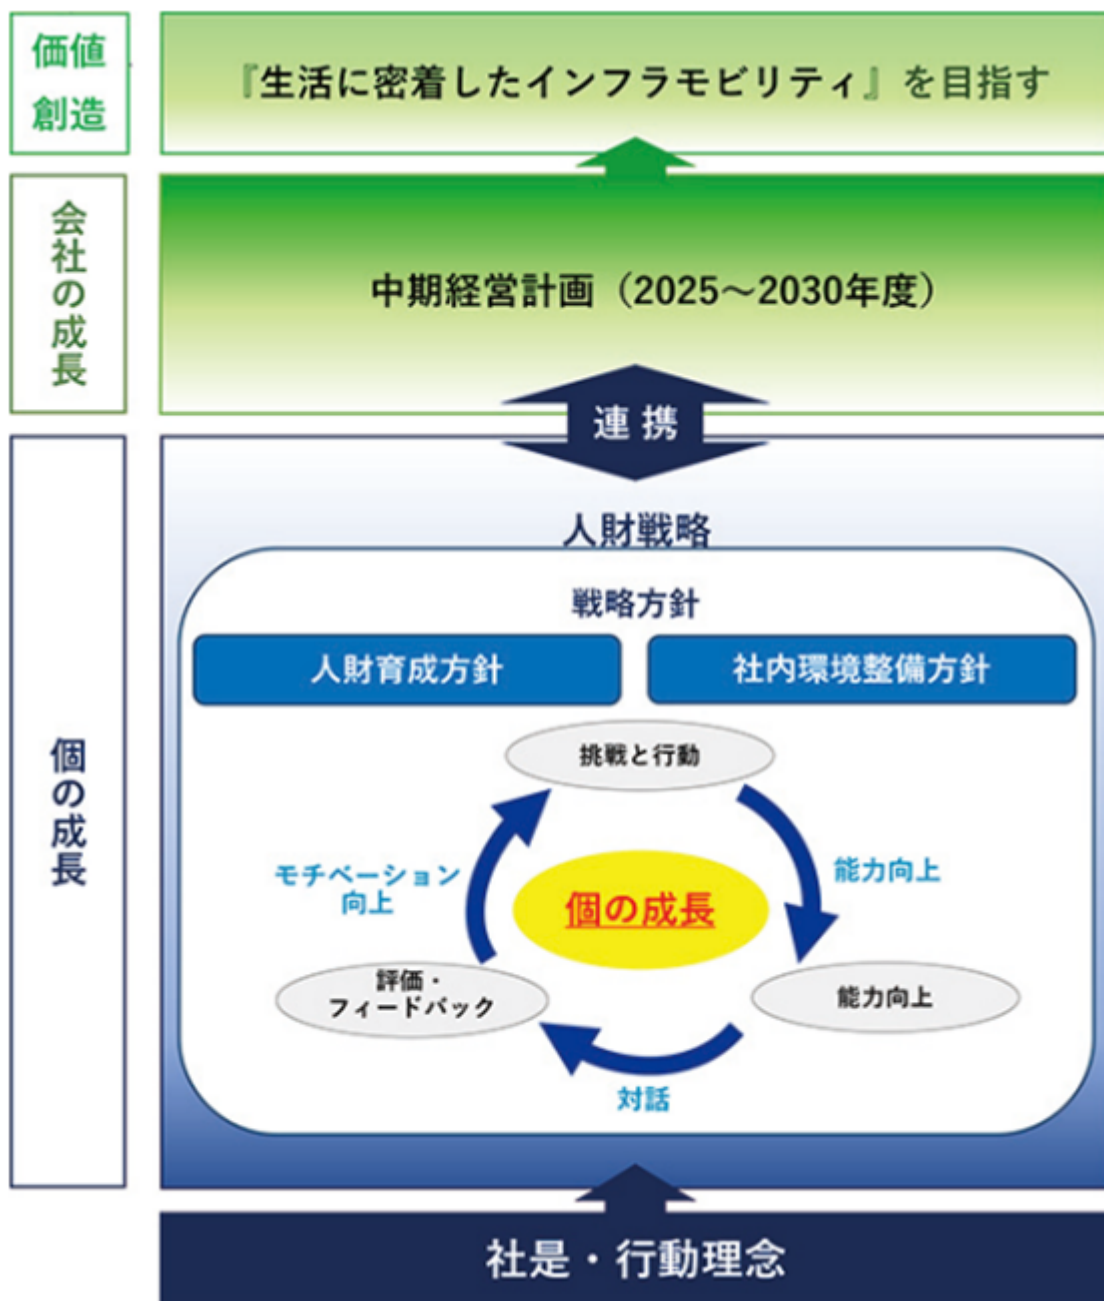 価値
創造
『生活に密着したインフラモビリティ』を目指す
会社の成長
中期経営計画（2025～2030年度）
連携
個の成長
人財戦略
戦略方針
人財育成方針
社内環境整備方針
挑戦と行動
モチベーション
向上
能力向上
個の成長
評価・
フィードバック
能力向上
対話
社是・行動理念